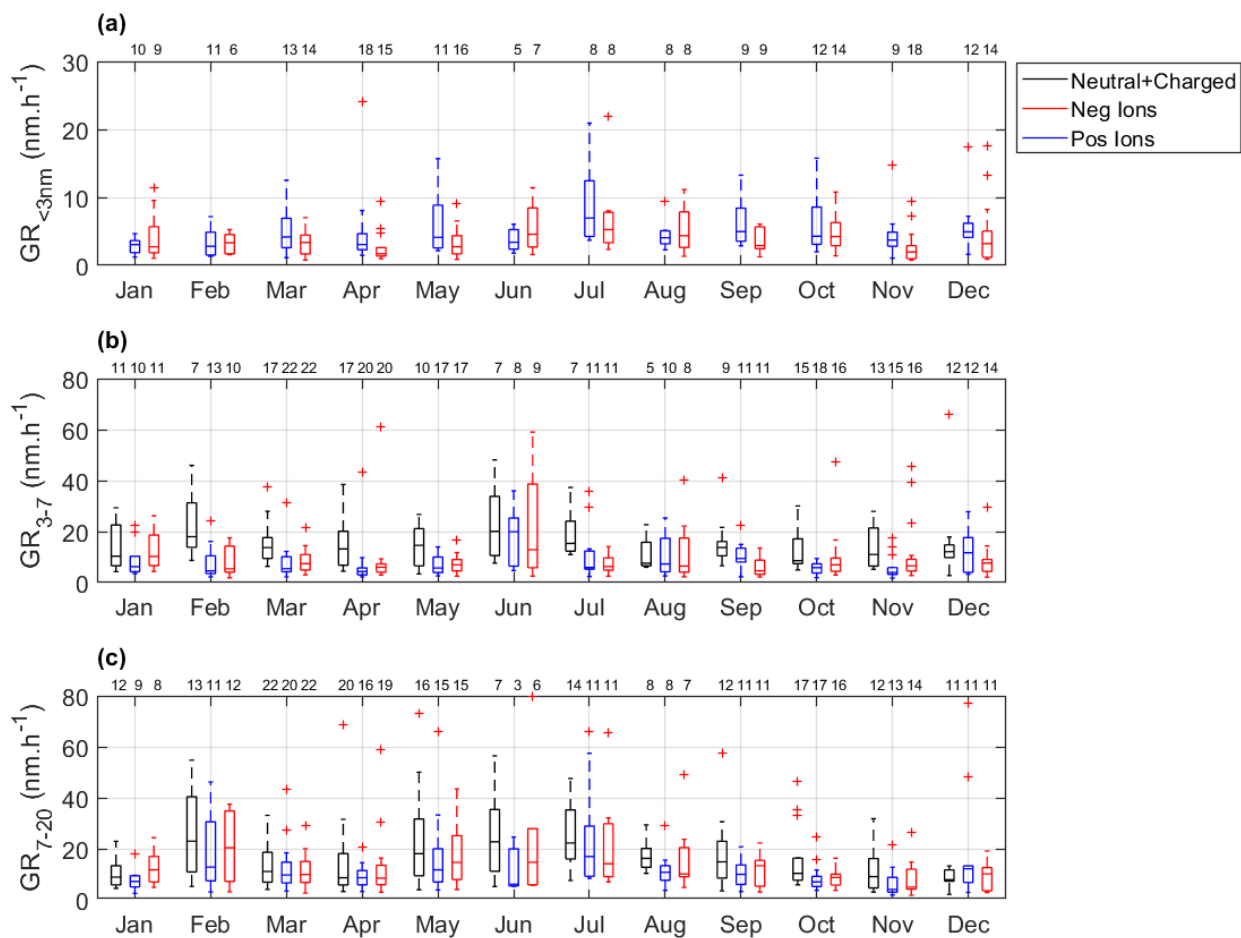 (a)
10 9 11 6 13 14 18 15 11 16 5 7 8 8 8 8 9 9 12 14 9 18 12 14
30
20
10
0
GR<3nm (nm.h-1)
Jan Feb Mar Apr May Jun Jul Aug Sep Oct Nov Dec
Neutral+Charged
Neg Ions
Pos Ions
(b)
11 10 11 7 13 10 17 22 22 17 20 20 10 17 17 7 8 9 7 11 11 5 10 8 9 11 11 15 18 16 13 15 16 12 12 14
80
60
40
20
0
GR3-7 (nm.h-1)
Jan Feb Mar Apr May Jun Jul Aug Sep Oct Nov Dec
(c)
12 9 8 13 11 12 22 20 22 20 16 19 16 15 15 7 3 6 14 11 11 8 8 7 12 11 11 17 17 16 12 13 14 11 11 11
80
60
40
20
0
GR7-20 (nm.h-1)
Jan Feb Mar Apr May Jun Jul Aug Sep Oct Nov Dec